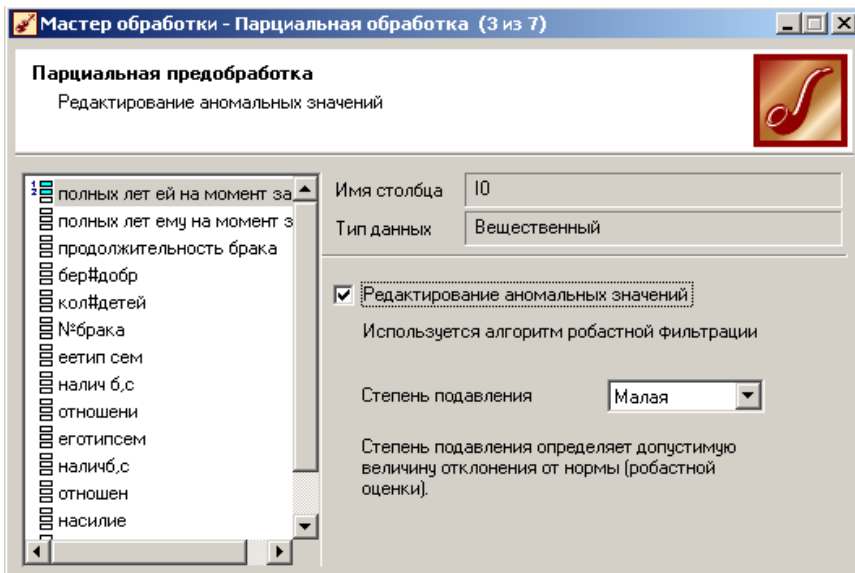 Мастер обработки - Парциальная обработка (3 из 7)
Парциальная предобработка
Редактирование аномальных значений
полных лет ей на момент за
полных лет ему на момент з
продолжительность брака
бер#добр
кол#детей
№брака
еетип сем
налич б,с
отношени
еготипсем
наличб,с
отношен
насилие
Имя столбца I0
Тип данных Вещественный
Редактирование аномальных значений
Используется алгоритм робастной фильтрации
Степень подавления Малая
Степень подавления определяет допустимую
величину отклонения от нормы (робастной
оценки).